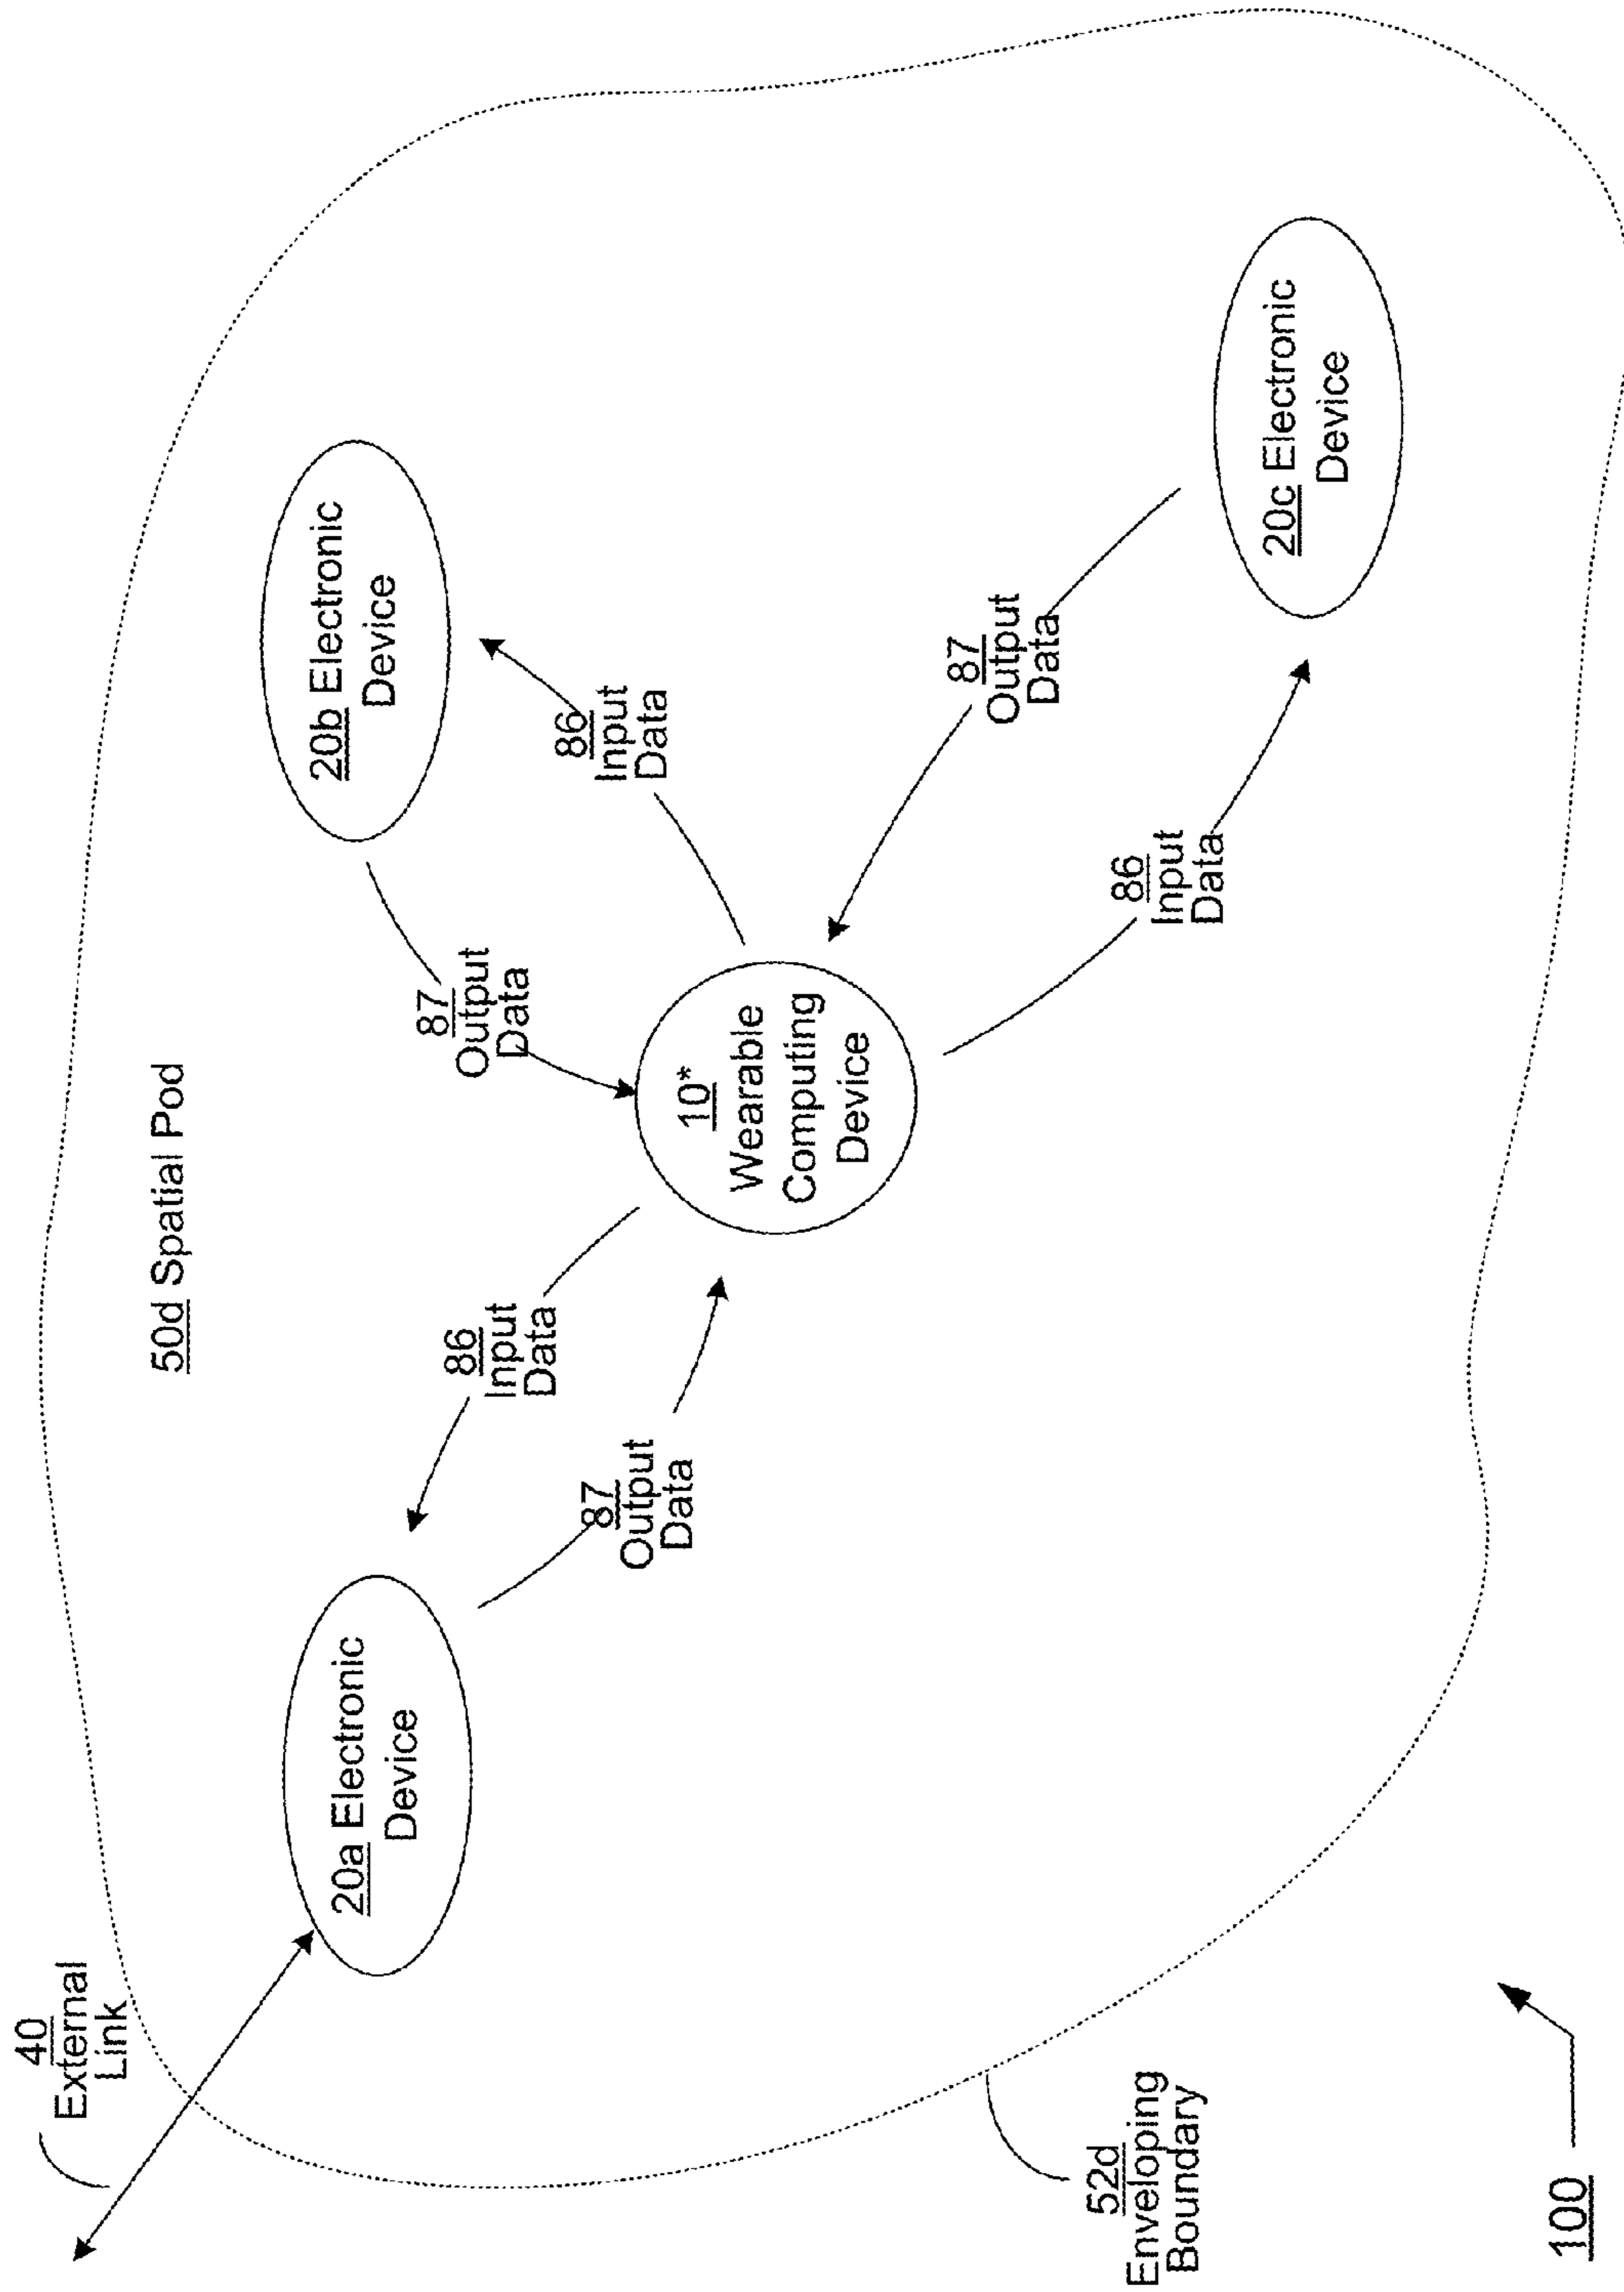 40
External
Link
50d Spatial Pod
20a Electronic
Device
20b Electronic
Device
86
Input
Data
87
Output
Data
87
Output
Data
86
Input
Data
10*
Wearable
Computing
Device
87
Output
Data
86
Input
Data
20c Electronic
Device
52d
Enveloping
Boundary
100